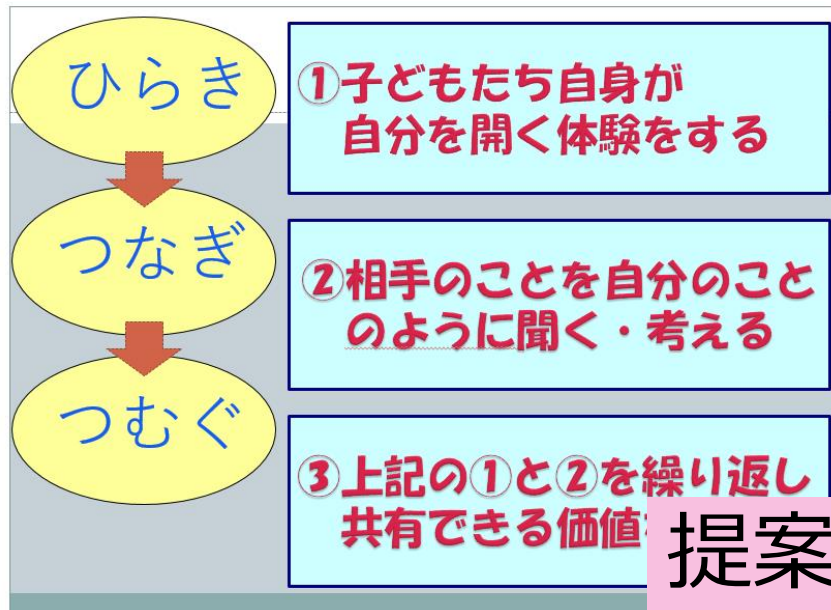 ひらき
①子どもたち自身が
自分を開く体験をする
つなぎ
②相手のことを自分のこと
のように聞く・考える
つむぐ
③上記の①と②を繰り返し
共有できる価値
提案